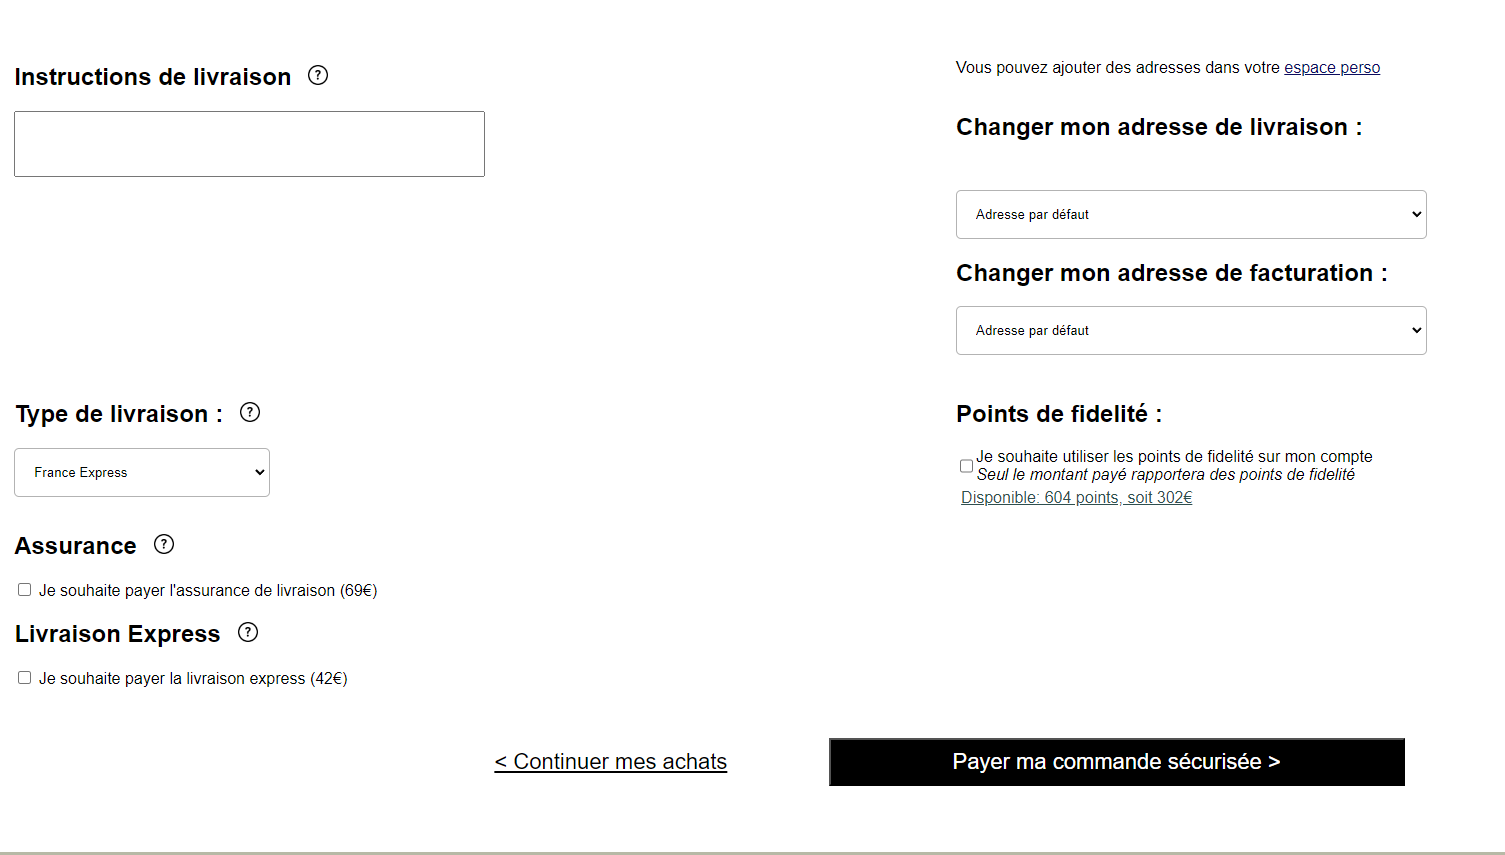 Instructions de livraison ?
Vous pouvez ajouter des adresses dans votre espace perso
Changer mon adresse de livraison :
Adresse par défaut
Changer mon adresse de facturation :
Adresse par défaut
Type de livraison : ?
France Express
Points de fidelité :
Je souhaite utiliser les points de fidelité sur mon compte
Seul le montant payé rapportera des points de fidelité
Disponible: 604 points, soit 302€
Assurance ?
Je souhaite payer l'assurance de livraison (69€)
Livraison Express ?
Je souhaite payer la livraison express (42€)
< Continuer mes achats
Payer ma commande sécurisée >